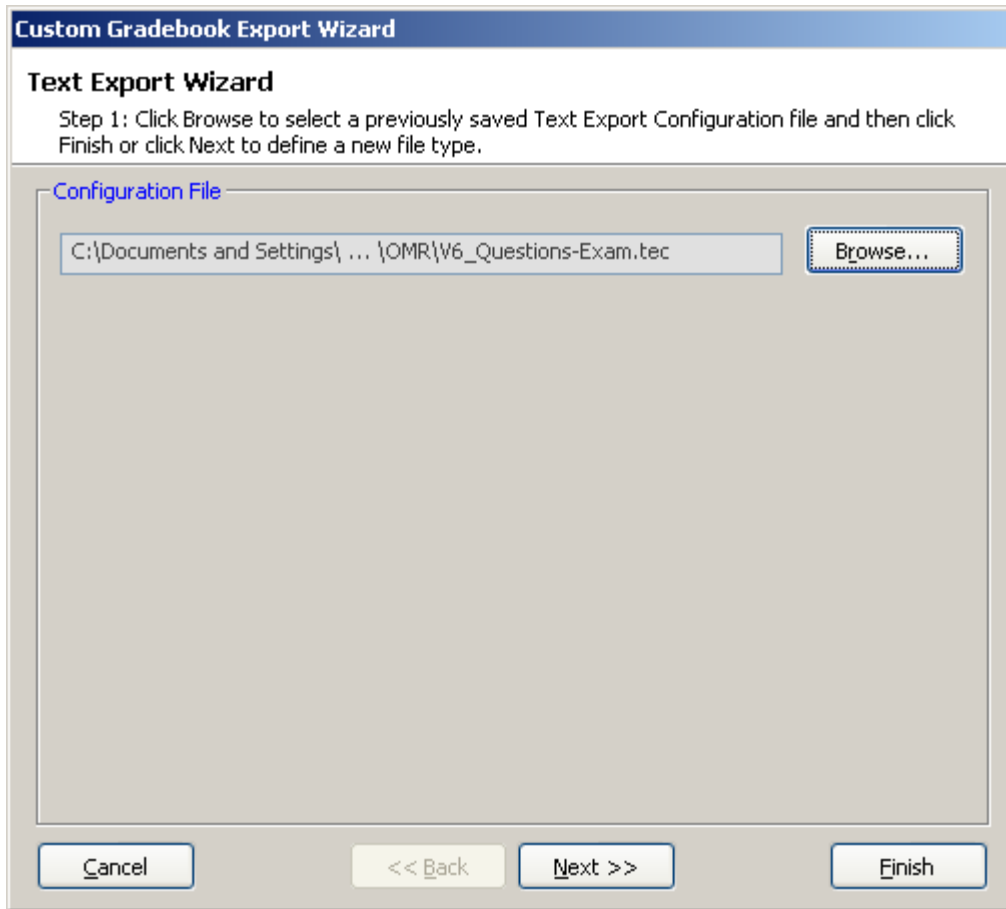 Custom Gradebook Export Wizard
Text Export Wizard
Step 1: Click Browse to select a previously saved Text Export Configuration file and then click
Finish or click Next to define a new file type.
Configuration File
C:\Documents and Settings\ ... \OMR\V6_Questions-Exam.tec
Browse...
Cancel
<< Back
Next >>
Finish